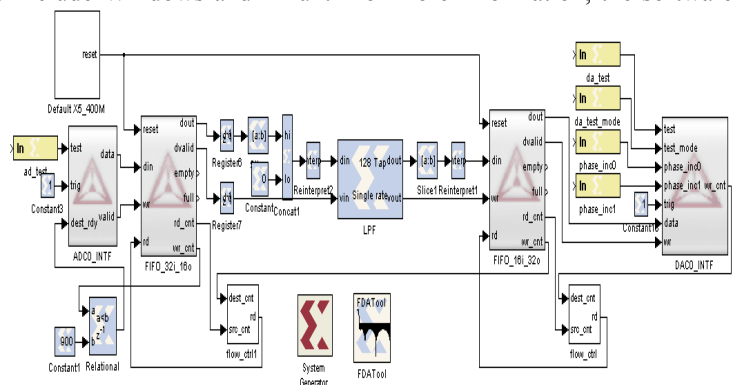 reset
Default X5_400M
In
ad_test
1
Constant3
test
trig
dest_rdy
data
valid
ADC0_INTF
reset
din
wr
rd
dout
dvalid
empty
full
rd_cnt
wr_cnt
FIFO_32i_16o
Register6
Register7
[a:b]
0
Constant
hi
lo
Concat1
Reinterpret2
din
vin
128 Tap
Single rate
dout
vout
LPF
[a:b]
Slice1
Reinterpret1
reset
din
wr
rd
dout
dvalid
empty
full
rd_cnt
wr_cnt
FIFO_16i_32o
In
da_test
In
da_test_mode
In
phase_inc0
In
phase_inc1
1
test
test_mode
phase_inc0
phase_inc1
trig
data
wr
wr_cnt
DAC0_INTF
900
Constant1
a
b
a<b
z-1
Relational
dest_cnt
src_cnt
rd
flow_ctrl1
System
Generator
FDATool
FDATool
dest_cnt
src_cnt
rd
flow_ctrl